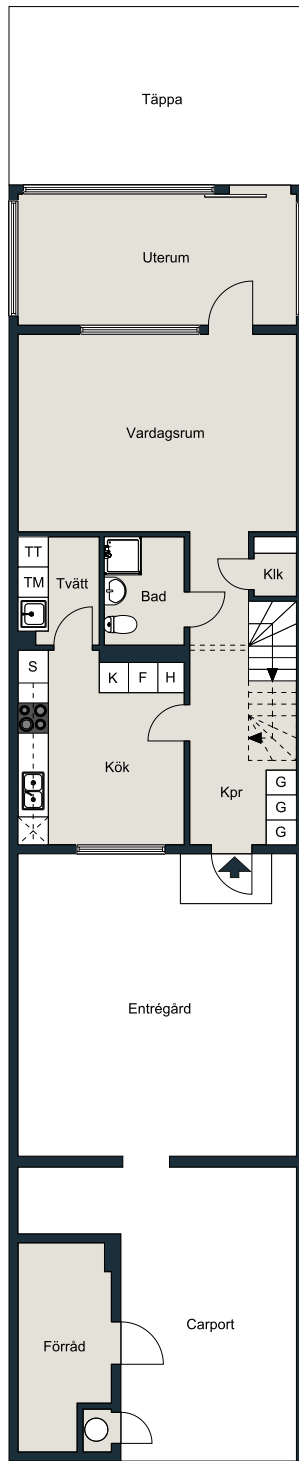 Täppa
Uterum
Vardagsrum
TT
TM
Tvätt
Bad
Klk
S
K F H
Kök
Kpr
G
G
G
Entrégård
Förråd
Carport